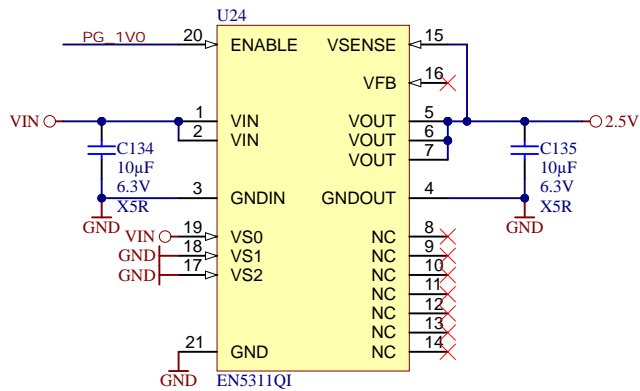 U24
PG_1V0 20 ENABLE VSENSE 15
VFB 16
VIN 1 VIN VOUT 5 2.5V
2 VIN VOUT 6
VOUT 7
C134 C135
10µF 10µF
6.3V 6.3V
X5R X5R
3 GNDIN GNDOUT 4
GND GND
VIN 19 VS0 NC 8
GND 18 VS1 NC 9
GND 17 VS2 NC 10
NC 11
NC 12
NC 13
21 GND NC 14
GND
EN5311QI